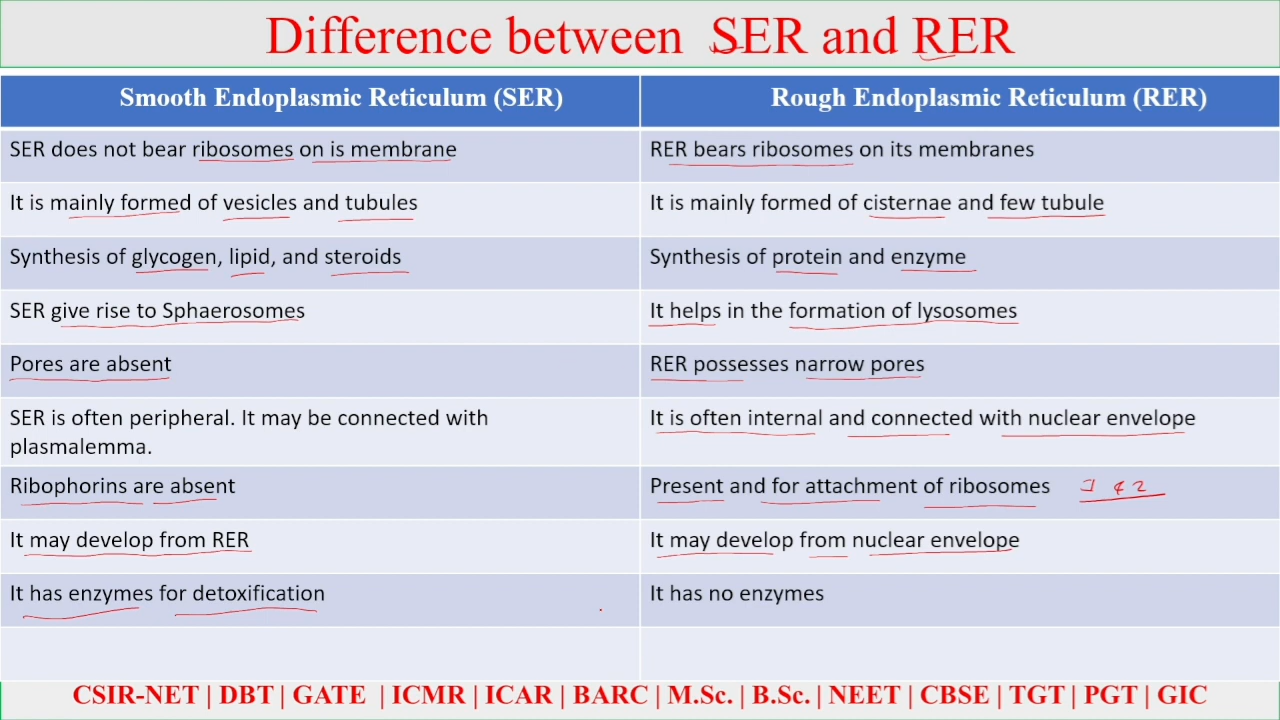 Difference between SER and RER
Smooth Endoplasmic Reticulum (SER)
Rough Endoplasmic Reticulum (RER)
SER does not bear ribosomes on is membrane
RER bears ribosomes on its membranes
It is mainly formed of vesicles and tubules
It is mainly formed of cisternae and few tubule
Synthesis of glycogen, lipid, and steroids
Synthesis of protein and enzyme
SER give rise to Sphaerosomes
It helps in the formation of lysosomes
Pores are absent
RER possesses narrow pores
SER is often peripheral. It may be connected with
plasmalemma.
It is often internal and connected with nuclear envelope
Ribophorins are absent
Present and for attachment of ribosomes
It may develop from RER
It may develop from nuclear envelope
It has enzymes for detoxification
It has no enzymes
CSIR-NET | DBT | GATE | ICMR | ICAR | BARC | M.Sc. | B.Sc. | NEET | CBSE | TGT | PGT | GIC